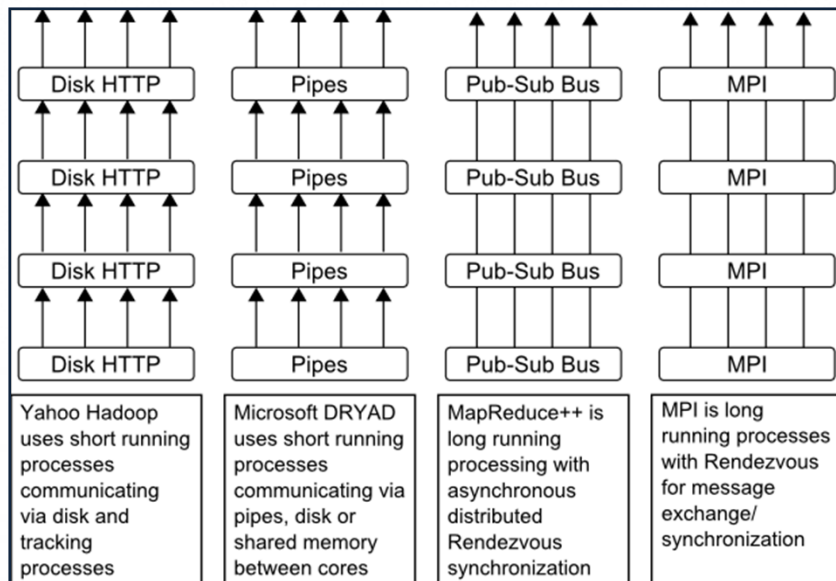 Disk HTTP
Pipes
Pub-Sub Bus
MPI
Disk HTTP
Pipes
Pub-Sub Bus
MPI
Disk HTTP
Pipes
Pub-Sub Bus
MPI
Disk HTTP
Pipes
Pub-Sub Bus
MPI
Yahoo Hadoop
uses short running
processes
communicating
via disk and
tracking
processes
Microsoft DRYAD
uses short running
processes
communicating via
pipes, disk or
shared memory
between cores
MapReduce++ is
long running
processing with
asynchronous
distributed
Rendezvous
synchronization
MPI is long
running processes
with Rendezvous
for message
exchange/
synchronization